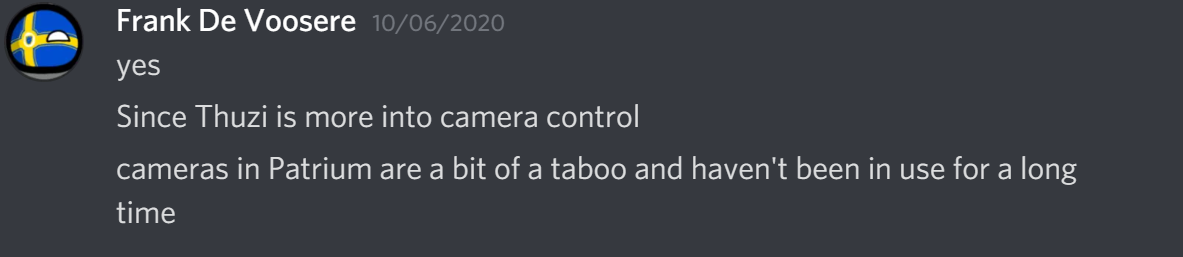 Frank De Voosere 10/06/2020
yes
Since Thuzi is more into camera control
cameras in Patrium are a bit of a taboo and haven't been in use for a long
time